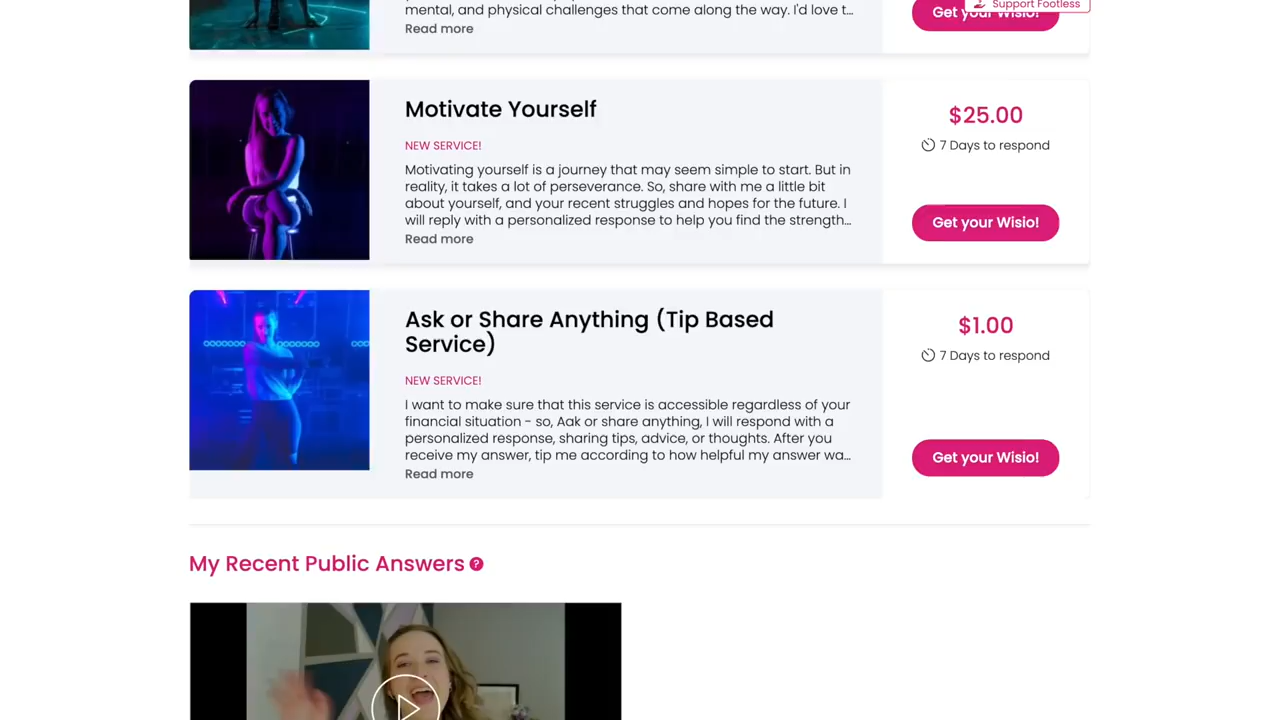 mental, and physical challenges that come along the way. I'd love t...
Read more
Support Footless
Get your Wisio!
Motivate Yourself
NEW SERVICE!
Motivating yourself is a journey that may seem simple to start. But in
reality, it takes a lot of perseverance. So, share with me a little bit
about yourself, and your recent struggles and hopes for the future. I
will reply with a personalized response to help you find the strength...
Read more
$25.00
7 Days to respond
Get your Wisio!
Ask or Share Anything (Tip Based
Service)
NEW SERVICE!
I want to make sure that this service is accessible regardless of your
financial situation - so, Aak or share anything, I will respond with a
personalized response, sharing tips, advice, or thoughts. After you
receive my answer, tip me according to how helpful my answer wa...
Read more
$1.00
7 Days to respond
Get your Wisio!
My Recent Public Answers ?